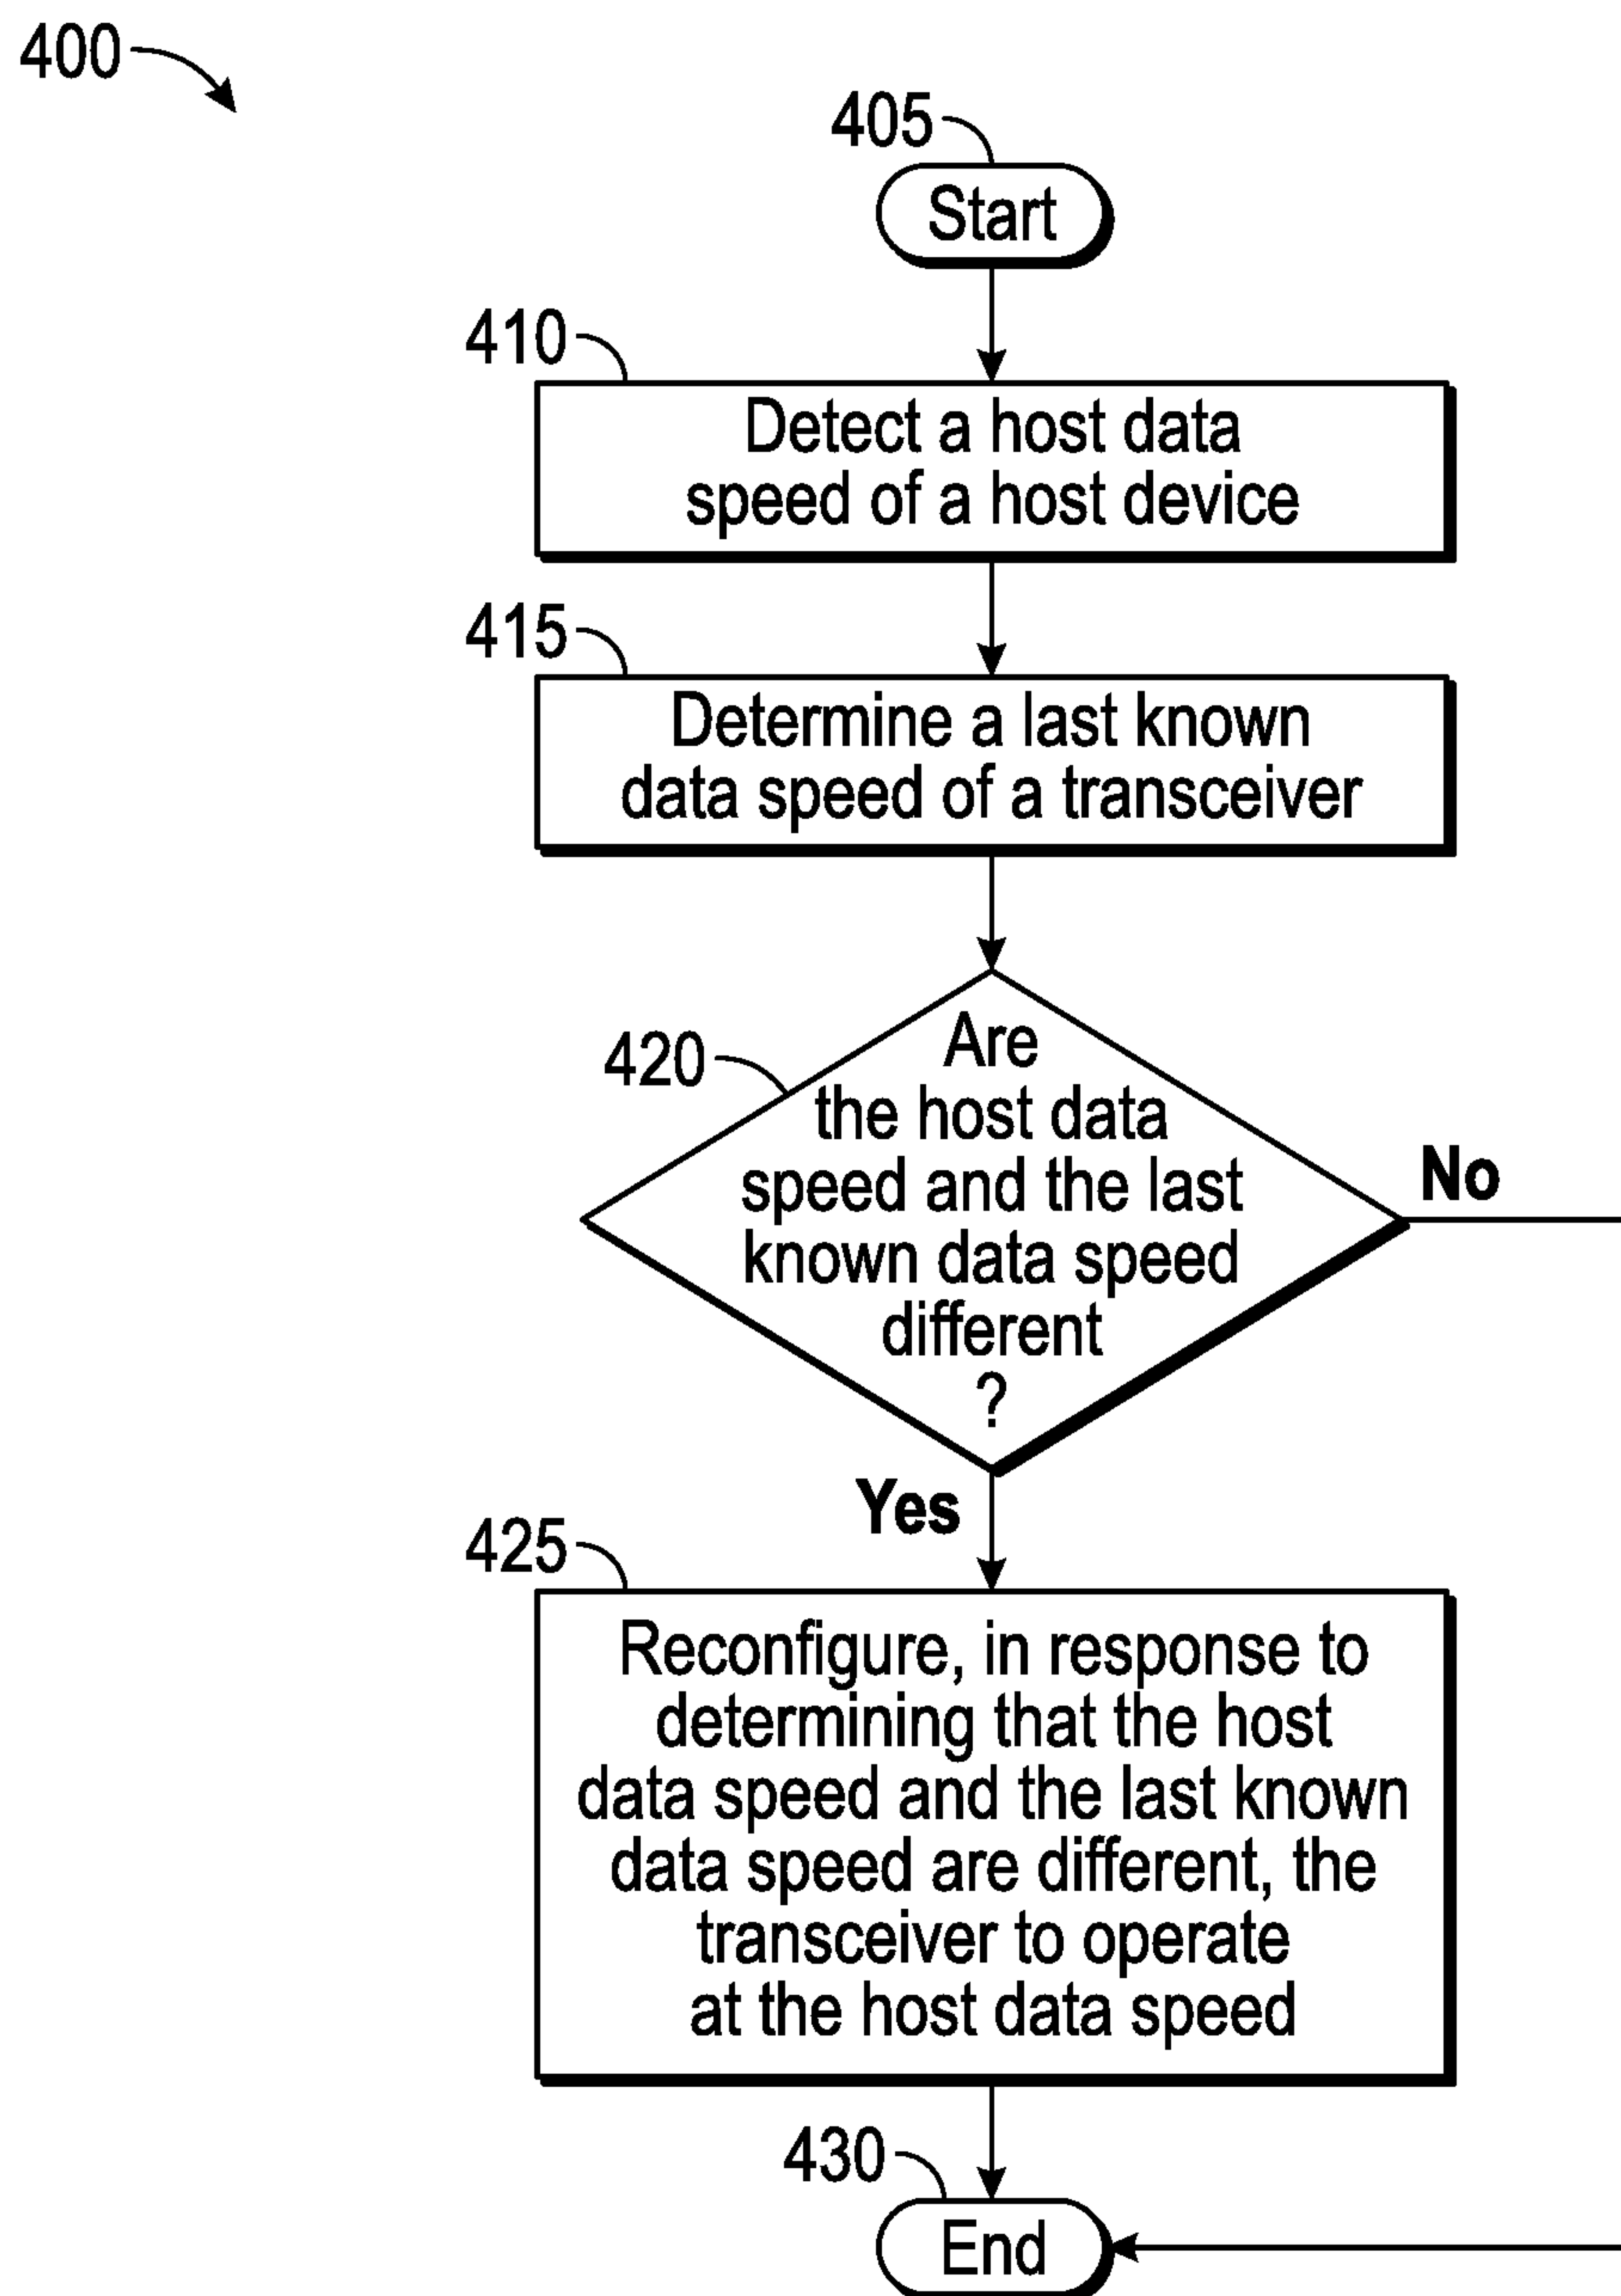 400
405
Start
410
Detect a host data
speed of a host device
415
Determine a last known
data speed of a transceiver
420
Are
the host data
speed and the last
known data speed
different
?
No
Yes
425
Reconfigure, in response to
determining that the host
data speed and the last known
data speed are different, the
transceiver to operate
at the host data speed
430
End